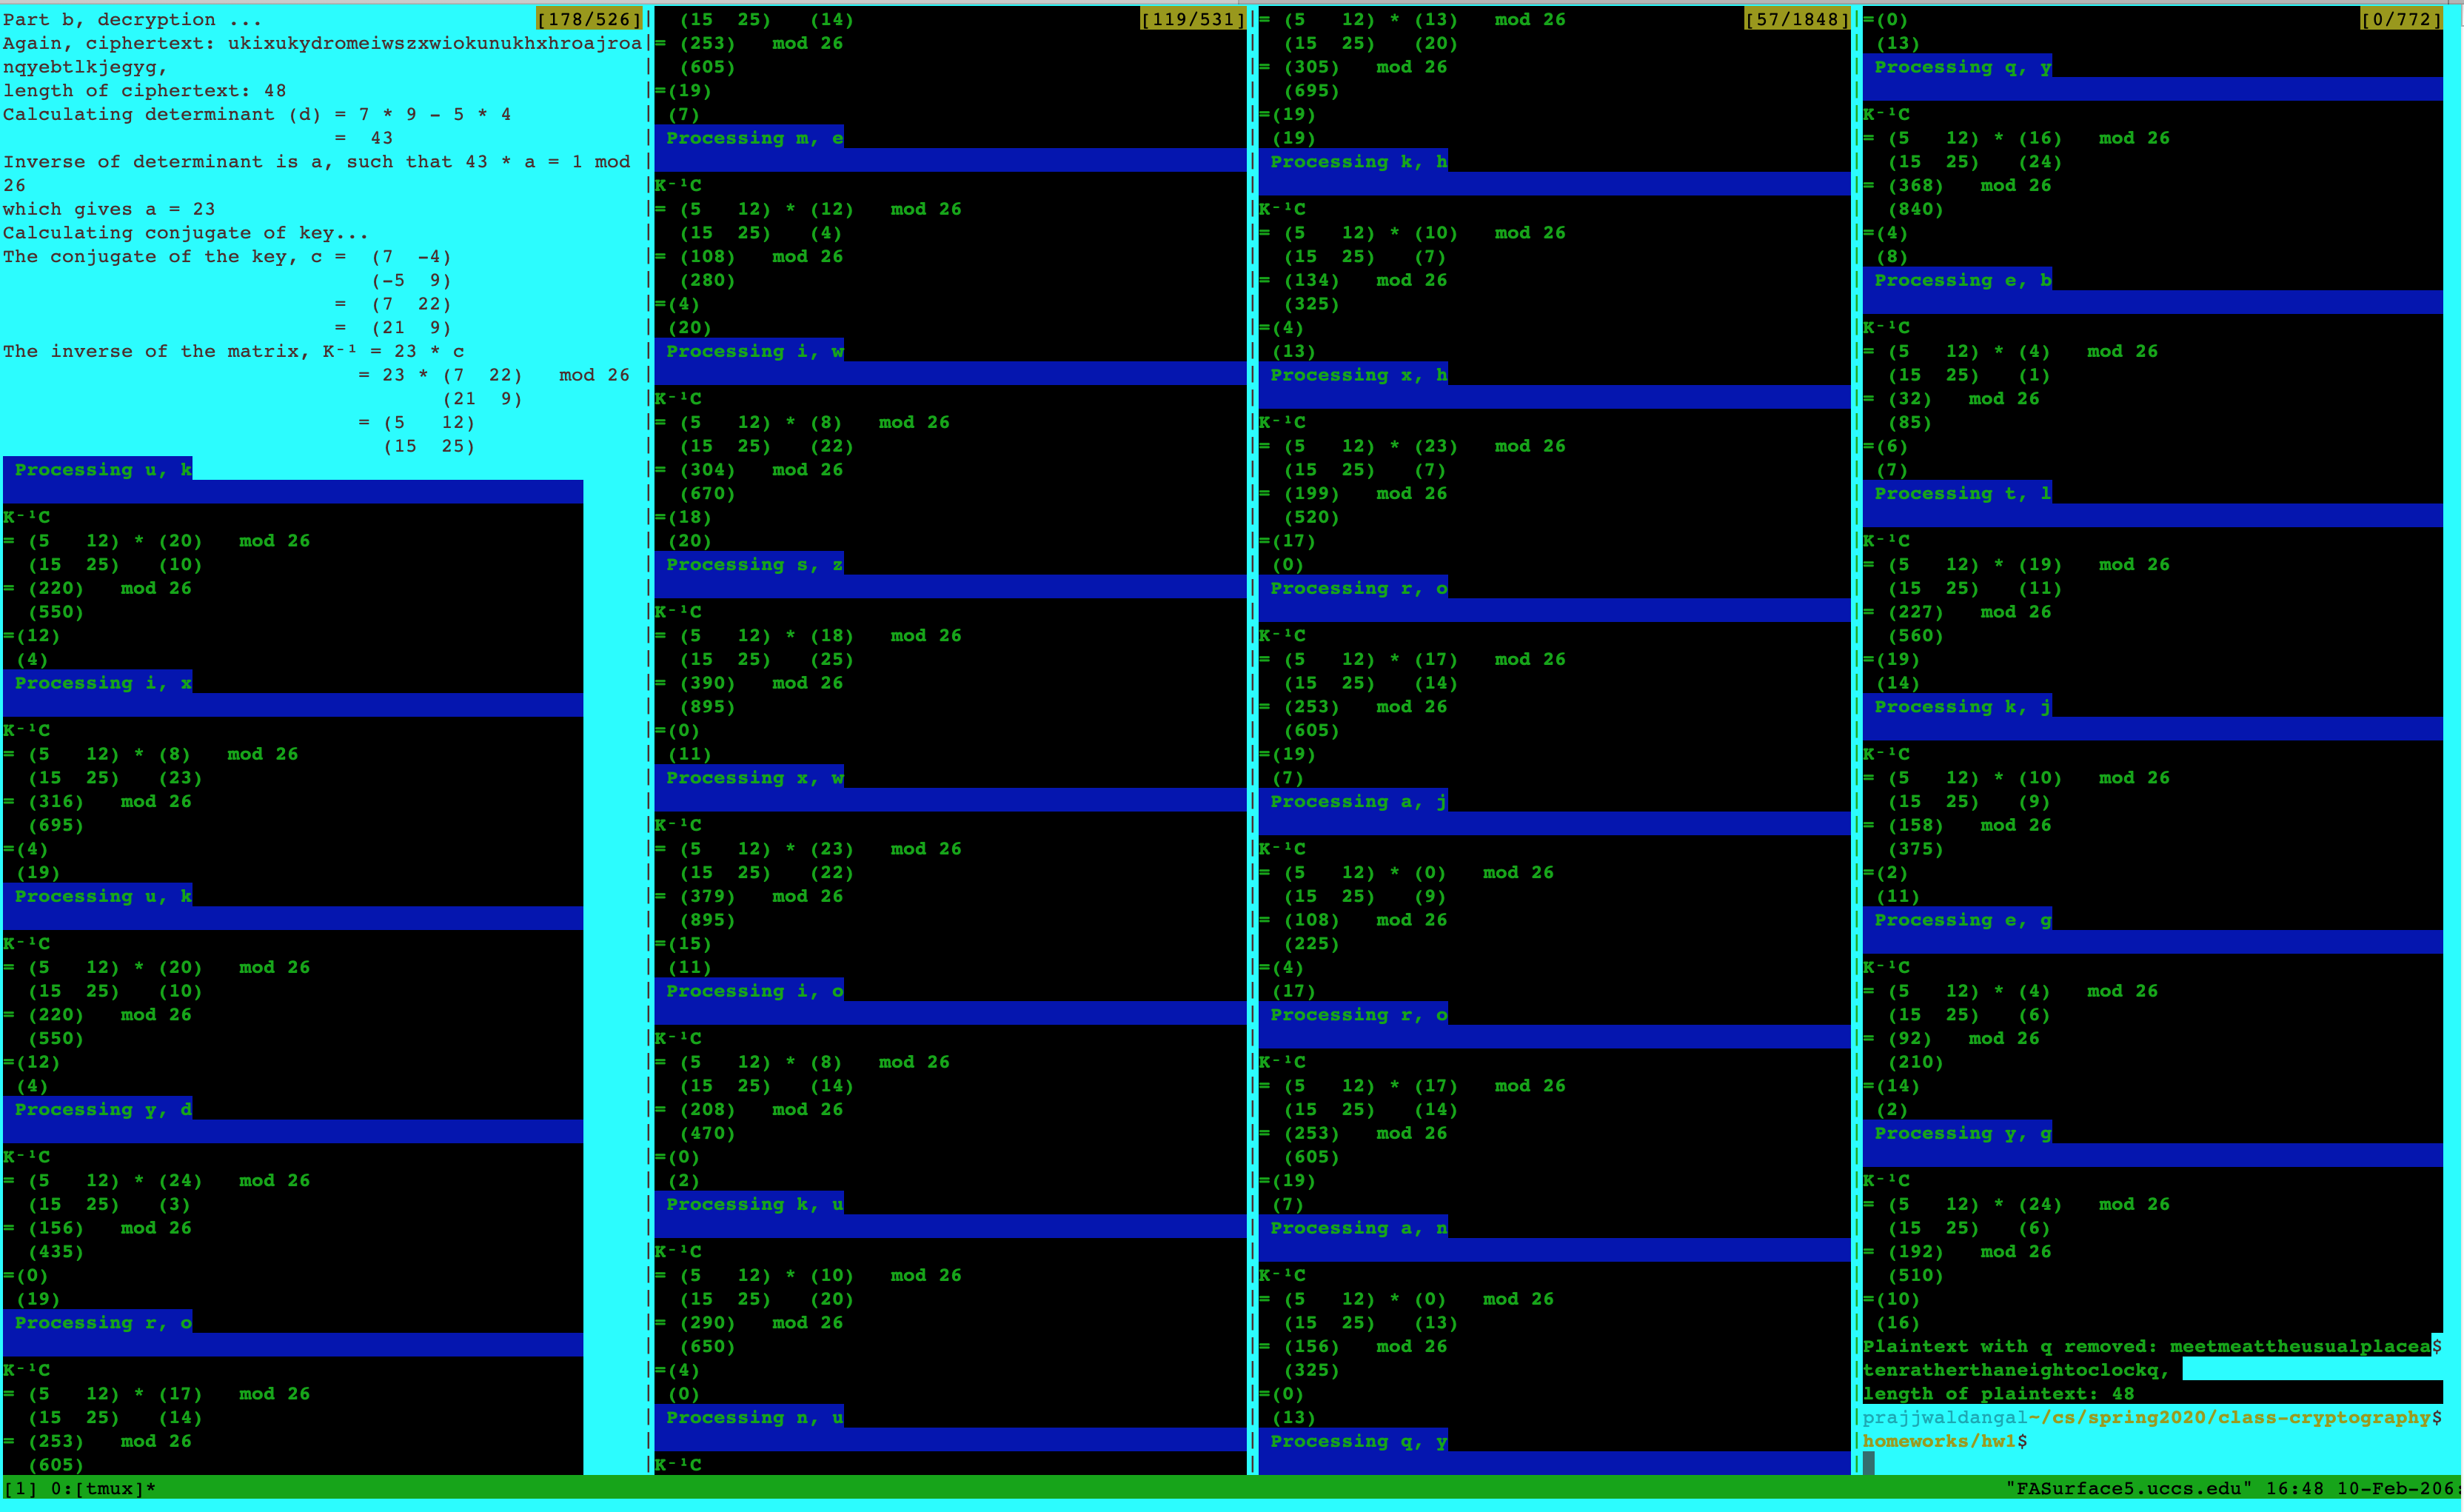 Part b, decryption ... [178/526]
Again, ciphertext: ukixukydromeiwszxwiokunukhxhroajroa
nqyebtlkjegyg,
length of ciphertext: 48
Calculating determinant (d) = 7 * 9 - 5 * 4
= 43
Inverse of determinant is a, such that 43 * a = 1 mod
26
which gives a = 23
Calculating conjugate of key...
The conjugate of the key, c = (7 -4)
(-5 9)
= (7 22)
= (21 9)
The inverse of the matrix, K⁻¹ = 23 * c
= 23 * (7 22) mod 26
(21 9)
= (5 12)
(15 25)
Processing u, k
K⁻¹C
= (5 12) * (20) mod 26
(15 25) (10)
= (220) mod 26
(550)
=(12)
(4)
Processing i, x
K⁻¹C
= (5 12) * (8) mod 26
(15 25) (23)
= (316) mod 26
(695)
=(4)
(19)
Processing u, k
K⁻¹C
= (5 12) * (20) mod 26
(15 25) (10)
= (220) mod 26
(550)
=(12)
(4)
Processing y, d
K⁻¹C
= (5 12) * (24) mod 26
(15 25) (3)
= (156) mod 26
(435)
=(0)
(19)
Processing r, o
K⁻¹C
= (5 12) * (17) mod 26
(15 25) (14)
= (253) mod 26
(605)
(15 25) (14) [119/531]
= (253) mod 26
(605)
=(19)
(7)
Processing m, e
K⁻¹C
= (5 12) * (12) mod 26
(15 25) (4)
= (108) mod 26
(280)
=(4)
(20)
Processing i, w
K⁻¹C
= (5 12) * (8) mod 26
(15 25) (22)
= (304) mod 26
(670)
=(18)
(20)
Processing s, z
K⁻¹C
= (5 12) * (18) mod 26
(15 25) (25)
= (390) mod 26
(895)
=(0)
(11)
Processing x, w
K⁻¹C
= (5 12) * (23) mod 26
(15 25) (22)
= (379) mod 26
(895)
=(15)
(11)
Processing i, o
K⁻¹C
= (5 12) * (8) mod 26
(15 25) (14)
= (208) mod 26
(470)
=(0)
(2)
Processing k, u
K⁻¹C
= (5 12) * (10) mod 26
(15 25) (20)
= (290) mod 26
(650)
=(4)
(0)
Processing n, u
K⁻¹C
= (5 12) * (13) mod 26 [57/1848]
(15 25) (20)
= (305) mod 26
(695)
=(19)
(19)
Processing k, h
K⁻¹C
= (5 12) * (10) mod 26
(15 25) (7)
= (134) mod 26
(325)
=(4)
(13)
Processing x, h
K⁻¹C
= (5 12) * (23) mod 26
(15 25) (7)
= (199) mod 26
(520)
=(17)
(0)
Processing r, o
K⁻¹C
= (5 12) * (17) mod 26
(15 25) (14)
= (253) mod 26
(605)
=(19)
(7)
Processing a, j
K⁻¹C
= (5 12) * (0) mod 26
(15 25) (9)
= (108) mod 26
(225)
=(4)
(17)
Processing r, o
K⁻¹C
= (5 12) * (17) mod 26
(15 25) (14)
= (253) mod 26
(605)
=(19)
(7)
Processing a, n
K⁻¹C
= (5 12) * (0) mod 26
(15 25) (13)
= (156) mod 26
(325)
=(0)
(13)
Processing q, y
=(0) [0/772]
(13)
Processing q, y
K⁻¹C
= (5 12) * (16) mod 26
(15 25) (24)
= (368) mod 26
(840)
=(4)
(8)
Processing e, b
K⁻¹C
= (5 12) * (4) mod 26
(15 25) (1)
= (32) mod 26
(85)
=(6)
(7)
Processing t, l
K⁻¹C
= (5 12) * (19) mod 26
(15 25) (11)
= (227) mod 26
(560)
=(19)
(14)
Processing k, j
K⁻¹C
= (5 12) * (10) mod 26
(15 25) (9)
= (158) mod 26
(375)
=(2)
(11)
Processing e, g
K⁻¹C
= (5 12) * (4) mod 26
(15 25) (6)
= (92) mod 26
(210)
=(14)
(2)
Processing y, g
K⁻¹C
= (5 12) * (24) mod 26
(15 25) (6)
= (192) mod 26
(510)
=(10)
(16)
Plaintext with q removed: meetmeattheusualplacea$
tenratherthaneightoclockq,
length of plaintext: 48
prajjwaldangal~/cs/spring2020/class-cryptography$
homeworks/hw1$
[1] 0:[tmux]* "FASurface5.uccs.edu" 16:48 10-Feb-206